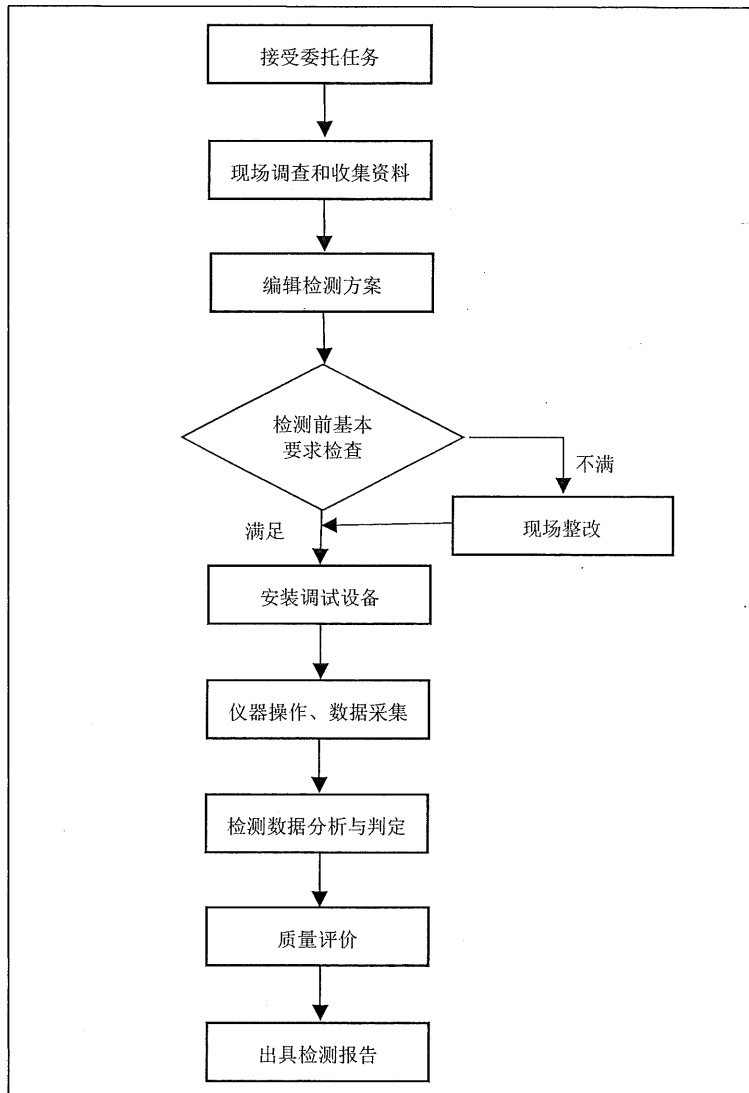 接受委托任务
现场调查和收集资料
编辑检测方案
检测前基本
要求检查
不满
现场整改
满足
安装调试设备
仪器操作、数据采集
检测数据分析与判定
质量评价
出具检测报告